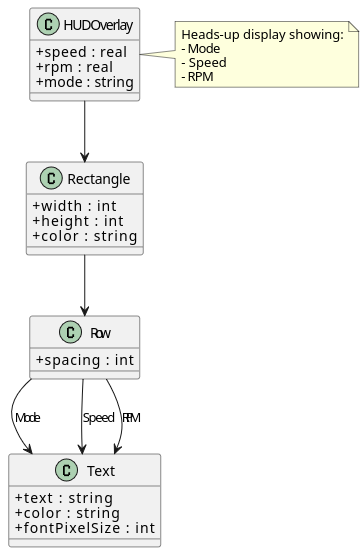 C HUDOverlay
+speed : real
+rpm : real
+mode : string
Heads-up display showing:
- Mode
- Speed
- RPM
C Rectangle
+width : int
+height : int
+color : string
C Row
+spacing : int
Mode
Speed
RPM
C Text
+text : string
+color : string
+fontPixelSize : int